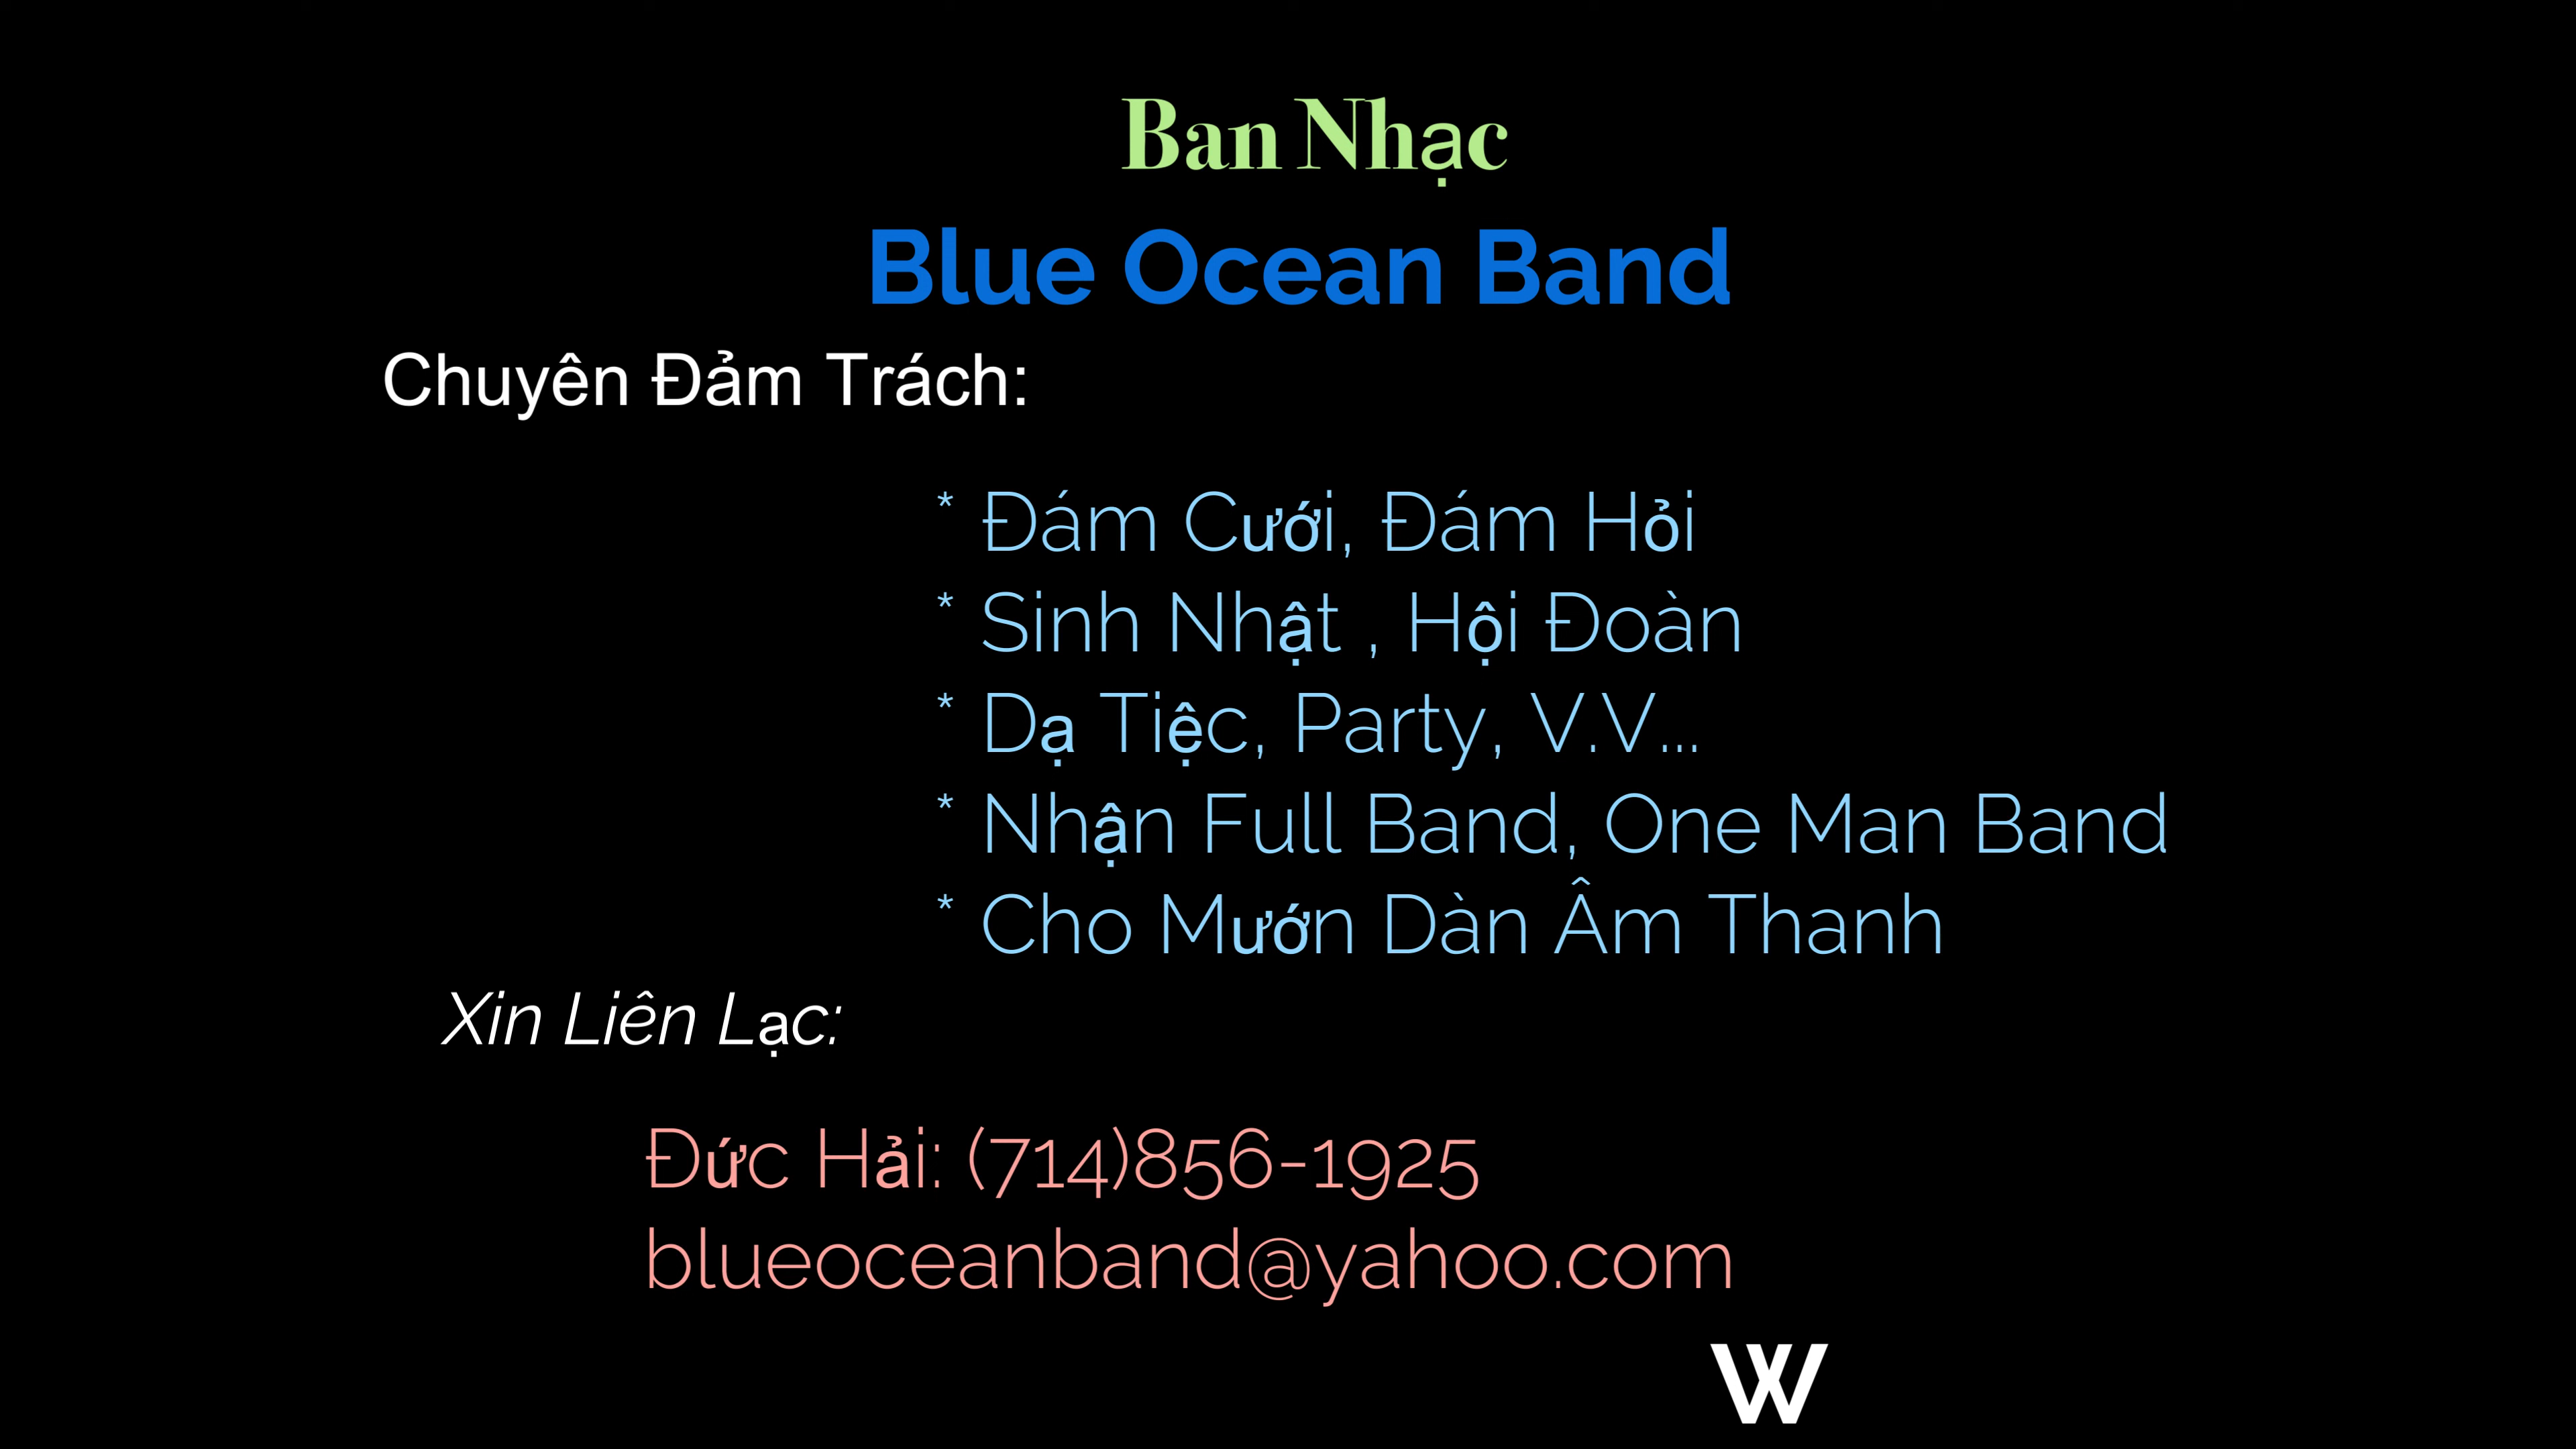 Ban Nhạc
Blue Ocean Band
Chuyên Đảm Trách:
* Đám Cưới, Đám Hỏi
* Sinh Nhật , Hội Đoàn
* Dạ Tiệc, Party, V.V...
* Nhận Full Band, One Man Band
* Cho Mướn Dàn Âm Thanh
Xin Liên Lạc:
Đức Hải: (714)856-1925
blueoceanband@yahoo.com
W